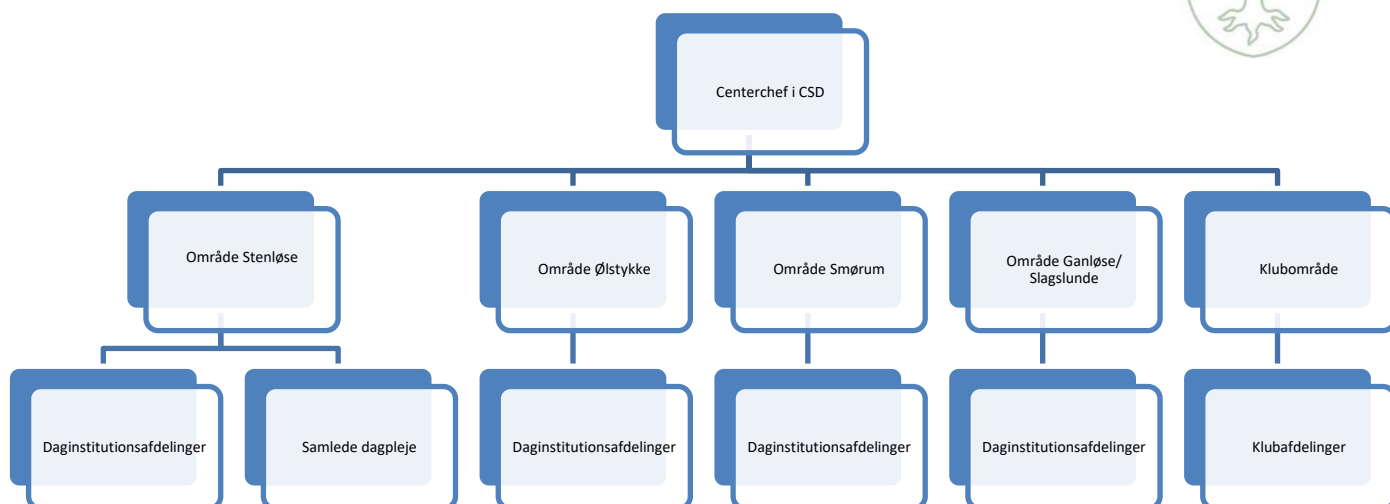 Centerchef i CSD
Område Stenløse
Område Ølstykke
Område Smørum
Område Ganløse/
Slagslunde
Klubområde
Daginstitutionsafdelinger
Samlede dagpleje
Daginstitutionsafdelinger
Daginstitutionsafdelinger
Daginstitutionsafdelinger
Klubafdelinger